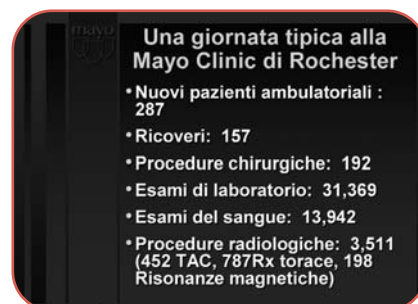 mayo
Una giornata tipica alla
Mayo Clinic di Rochester
• Nuovi pazienti ambulatoriali :
287
• Ricoveri: 157
• Procedure chirurgiche: 192
• Esami di laboratorio: 31,369
• Esami del sangue: 13,942
• Procedure radiologiche: 3,511
(452 TAC, 787Rx torace, 198
Risonanze magnetiche)